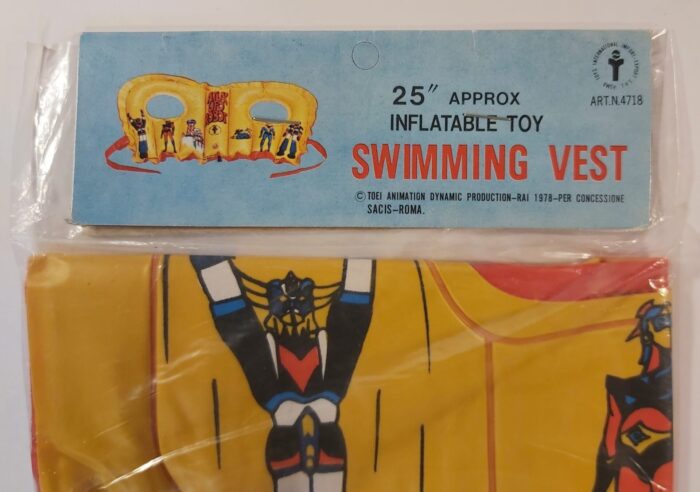 25" APPROX
INFLATABLE TOY
SWIMMING VEST
ART.N.4718
© TOEI ANIMATION DYNAMIC PRODUCTION-RAI 1978-PER CONCESSIONE
SACIS-ROMA.